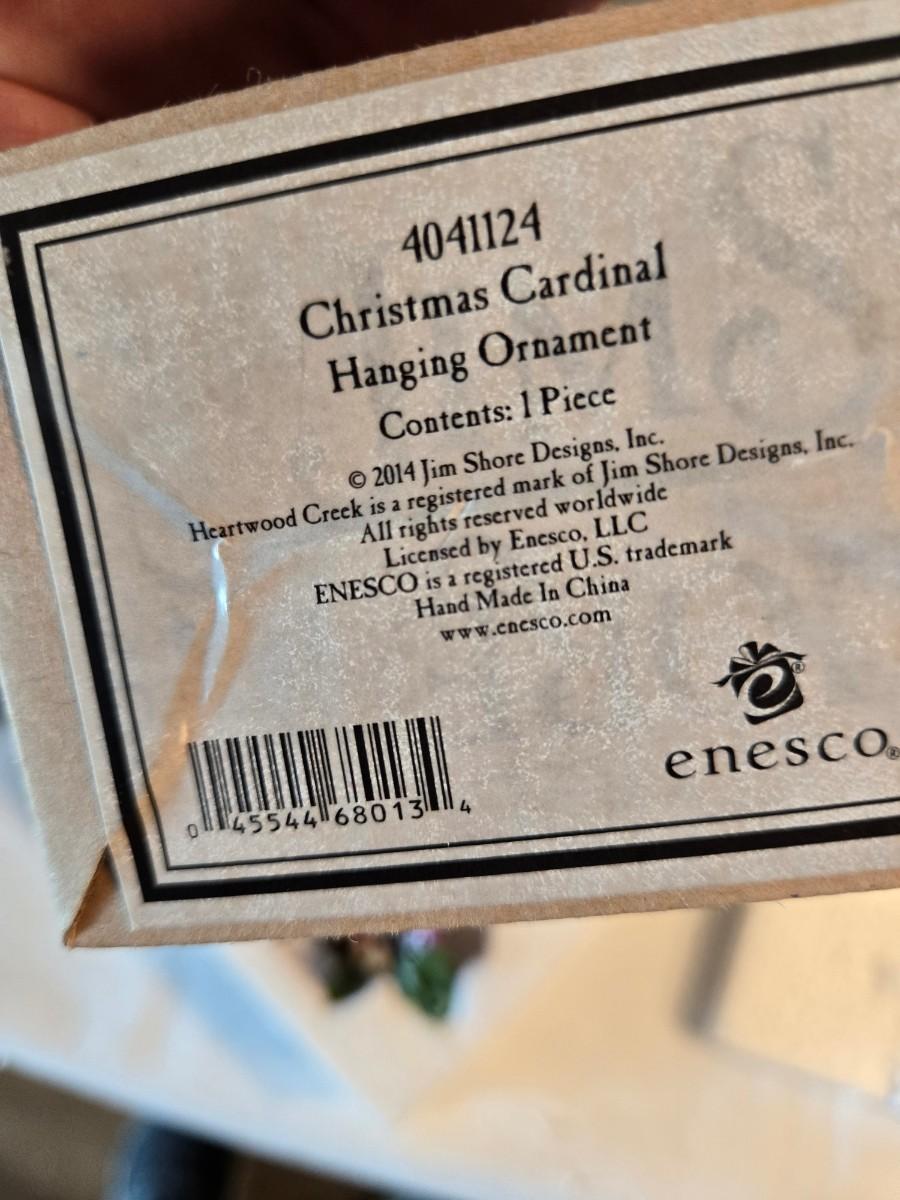 4041124
Christmas Cardinal
Hanging Ornament
Contents: 1 Piece
© 2014 Jim Shore Designs, Inc.
Heartwood Creek is a registered mark of Jim Shore Designs, Inc.
All rights reserved worldwide
Licensed by Enesco, LLC
ENESCO is a registered U.S. trademark
Hand Made In China
www.enesco.com
enesco®
0 45544 68013 4